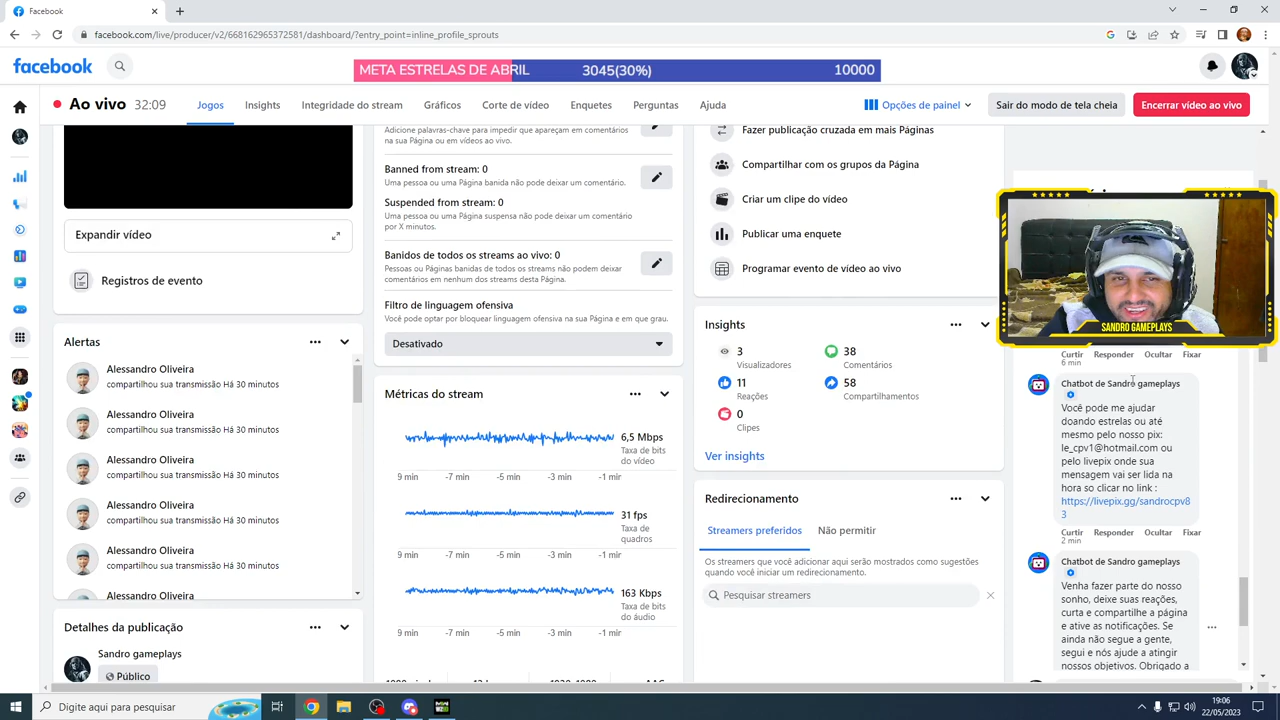 Facebook
facebook.com/live/producer/v2/668162965372581/dashboard/?entry_point=inline_profile_sprouts
facebook
META ESTRELAS DE ABRIL 3045(30%) 10000
Ao vivo 32:09
Jogos
Insights
Integridade do stream
Gráficos
Corte de vídeo
Enquetes
Perguntas
Ajuda
Opções de painel
Sair do modo de tela cheia
Encerrar vídeo ao vivo
Expandir vídeo
Registros de evento
Alertas
Alessandro Oliveira
compartilhou sua transmissão Há 30 minutos
Alessandro Oliveira
compartilhou sua transmissão Há 30 minutos
Alessandro Oliveira
compartilhou sua transmissão Há 30 minutos
Alessandro Oliveira
compartilhou sua transmissão Há 30 minutos
Alessandro Oliveira
compartilhou sua transmissão Há 30 minutos
Alessandro Oliveira
Detalhes da publicação
Sandro gameplays
Público
Adicione palavras-chave para impedir que apareçam em comentários
na sua Página ou em vídeos ao vivo.
Banned from stream: 0
Uma pessoa ou uma Página banida não pode deixar um comentário.
Suspended from stream: 0
Uma pessoa ou uma Página suspensa não pode deixar um comentário
por X minutos.
Banidos de todos os streams ao vivo: 0
Pessoas ou Páginas banidas de todos os streams não podem deixar
comentários em nenhum dos streams desta Página.
Filtro de linguagem ofensiva
Você pode optar por bloquear linguagem ofensiva na sua Página e em que grau.
Desativado
Métricas do stream
6,5 Mbps
Taxa de bits
do vídeo
9 min -7 min -5 min -3 min -1 min
31 fps
Taxa de
quadros
9 min -7 min -5 min -3 min -1 min
163 Kbps
Taxa de bits
do áudio
9 min -7 min -5 min -3 min -1 min
Fazer publicação cruzada em mais Páginas
Compartilhar com os grupos da Página
Criar um clipe do vídeo
Publicar uma enquete
Programar evento de vídeo ao vivo
Insights
3
Visualizadores
38
Comentários
11
Reações
58
Compartilhamentos
0
Clipes
Ver insights
Redirecionamento
Streamers preferidos
Não permitir
Os streamers que você adicionar aqui serão mostrados como sugestões
quando você iniciar um redirecionamento.
Pesquisar streamers
SANDRO GAMEPLAYS
Curtir Responder Ocultar Fixar
6 min
Chatbot de Sandro gameplays
Você pode me ajudar
doando estrelas ou até
mesmo pelo nosso pix:
le_cpv1@hotmail.com ou
pelo livepix onde sua
mensagem vai ser lida na
hora so clicar no link :
https://livepix.gg/sandrocpv8
3
Curtir Responder Ocultar Fixar
2 min
Chatbot de Sandro gameplays
Venha fazer parte do nosso
sonho, deixe suas reações,
curta e compartilhe a página
e ative as notificações. Se
ainda não segue a gente,
segui e nós ajude a atingir
nossos objetivos. Obrigado a
Digite aqui para pesquisar
19:06
22/05/2023